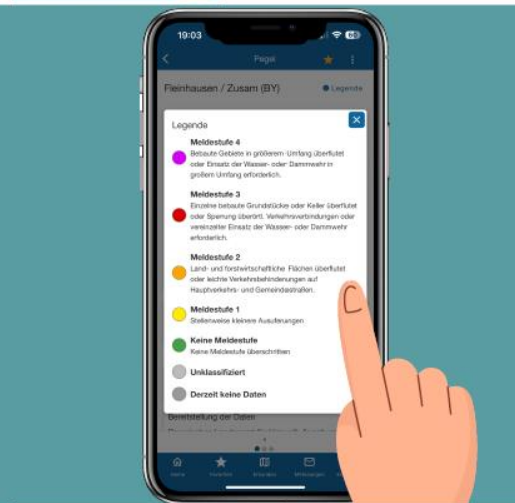 19:03
Pegel
Fleinhausen / Zusam (BY)
Legende
Legende
Meldestufe 4
Bebaute Gebiete in größerem Umfang überflutet
oder Einsatz der Wasser- oder Dammwehr in
großem Umfang erforderlich.
Meldestufe 3
Einzelne bebaute Grundstücke oder Keller überflutet
oder Sperrung überörtl. Verkehrsverbindungen oder
vereinzelter Einsatz der Wasser- oder Dammwehr
erforderlich.
Meldestufe 2
Land- und forstwirtschaftliche Flächen überflutet
oder leichte Verkehrsbehinderungen auf
Hauptverkehrs- und Gemeindestraßen.
Meldestufe 1
Stellenweise kleinere Ausuferungen
Keine Meldestufe
Keine Meldestufe überschritten
Unklassifiziert
Derzeit keine Daten
Bereitstellung der Daten